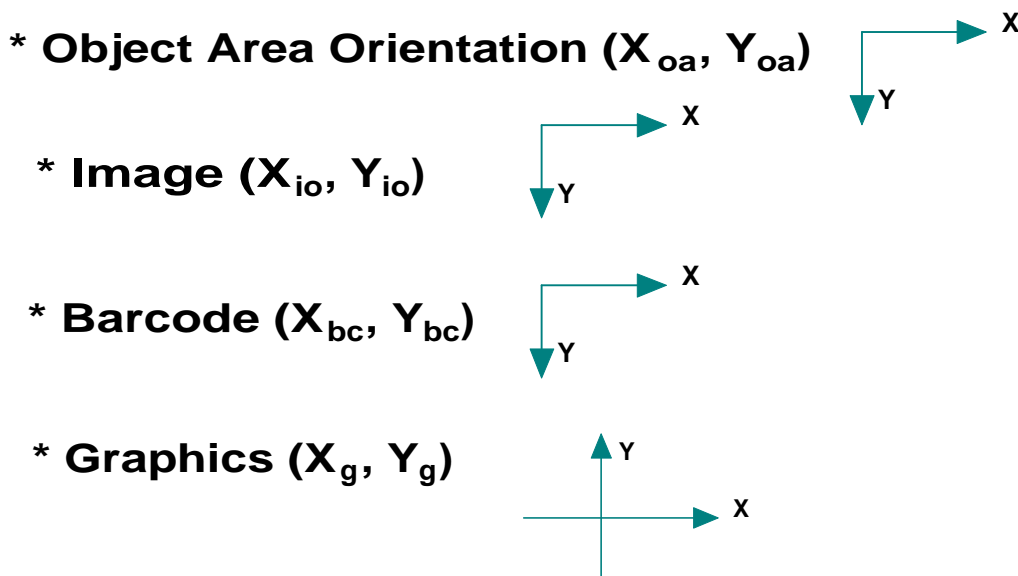 * Object Area Orientation (Xoa, Yoa)
X
Y
* Image (Xio, Yio)
X
Y
* Barcode (Xbc, Ybc)
X
Y
* Graphics (Xg, Yg)
Y
X